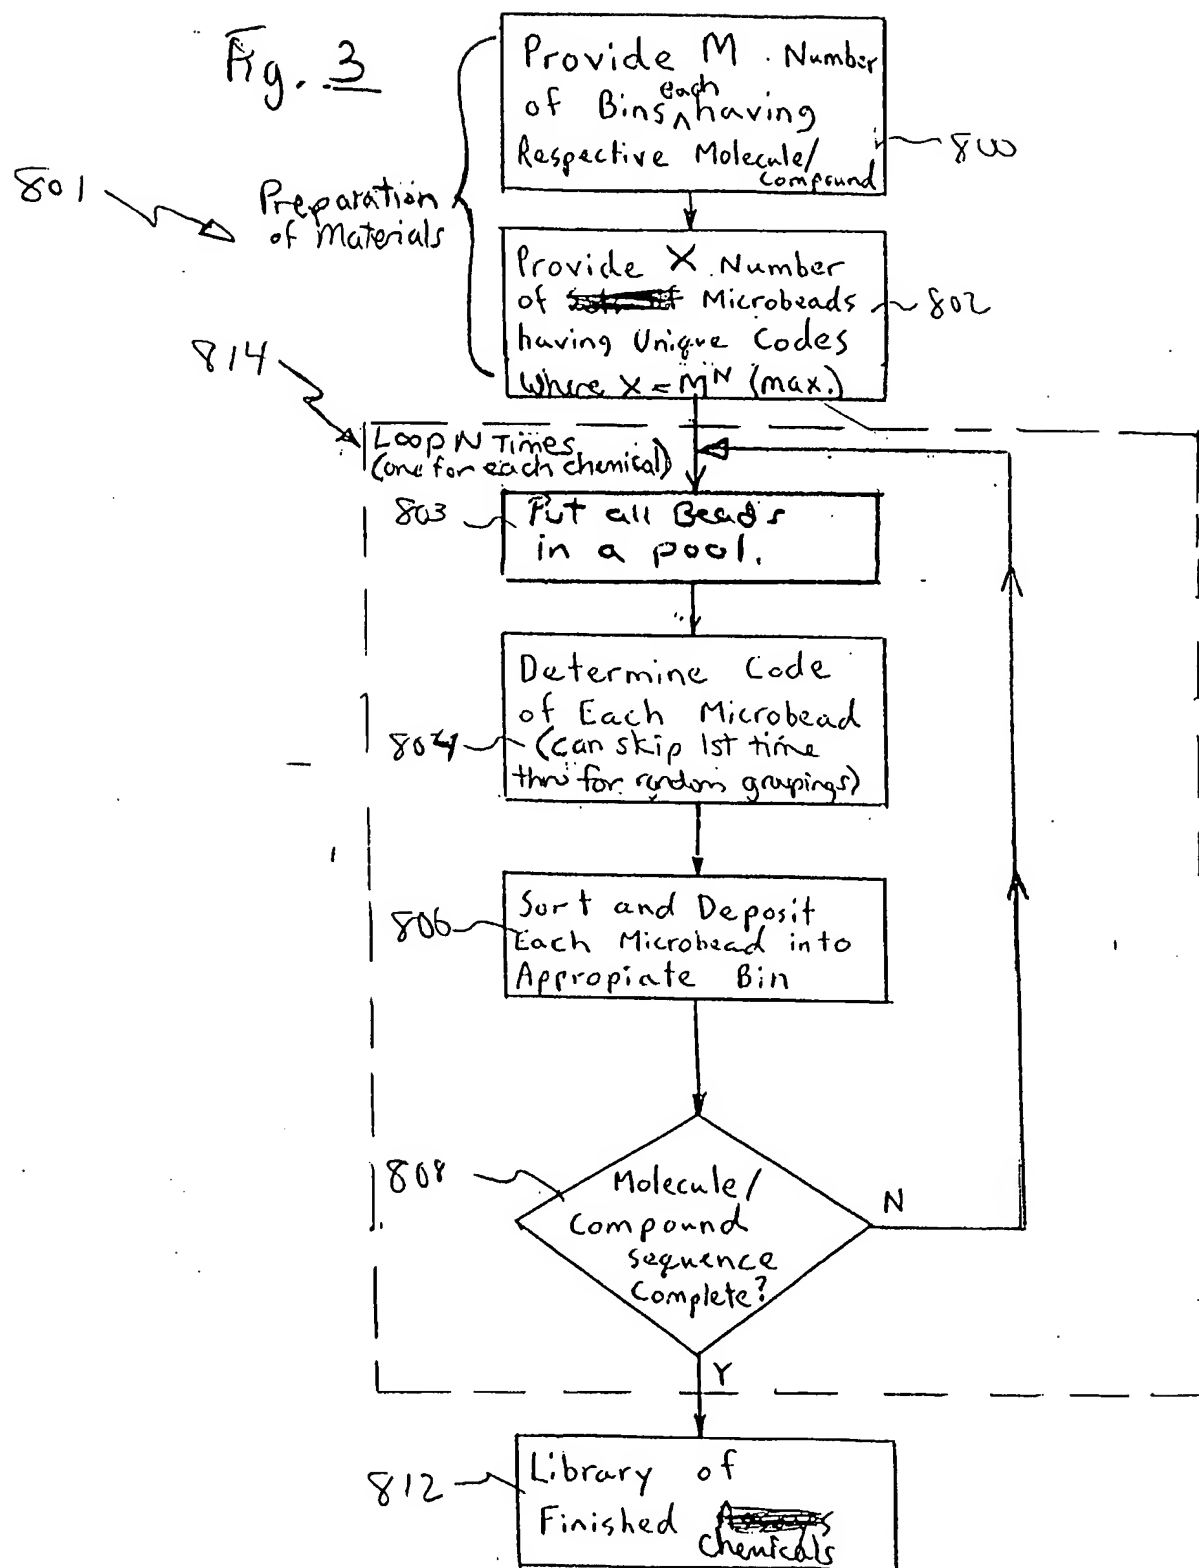 Fig. 3
Provide M Number
of Bins each having
Respective Molecule/
Compound
800
801
Preparation
of Materials
Provide X Number
of Microbeads
having Unique Codes
Where X = M^N (max.)
802
814
Loop N Times
(one for each chemical)
803
Put all Beads
in a pool.
Determine Code
of Each Microbead
(can skip 1st time
thru for random groupings)
804
Sort and Deposit
Each Microbead into
Appropiate Bin
806
808
Molecule/
Compound
sequence
Complete?
N
Y
812
Library of
Finished
Chemicals